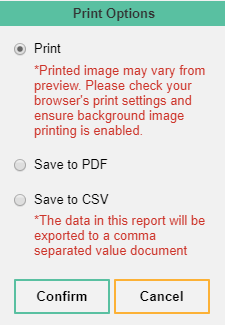 Print Options
Print
*Printed image may vary from
preview. Please check your
browser's print settings and
ensure background image
printing is enabled.
Save to PDF
Save to CSV
*The data in this report will be
exported to a comma
separated value document
Confirm
Cancel